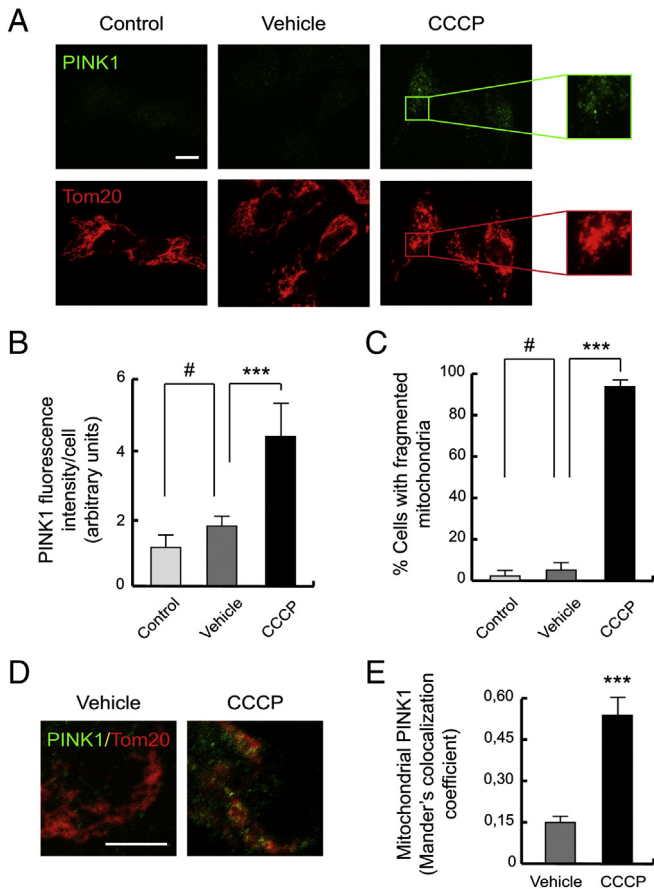 A
Control
Vehicle
CCCP
PINK1
Tom20
B
#
***
PINK1 fluorescence
intensity/cell
(arbitrary units)
6
4
2
0
Control
Vehicle
CCCP
C
#
***
% Cells with fragmented
mitochondria
100
80
60
40
20
0
Control
Vehicle
CCCP
D
Vehicle
CCCP
PINK1/Tom20
E
***
Mitochondrial PINK1
(Mander's colocalization
coefficient)
0,60
0,45
0,30
0,15
0
Vehicle
CCCP